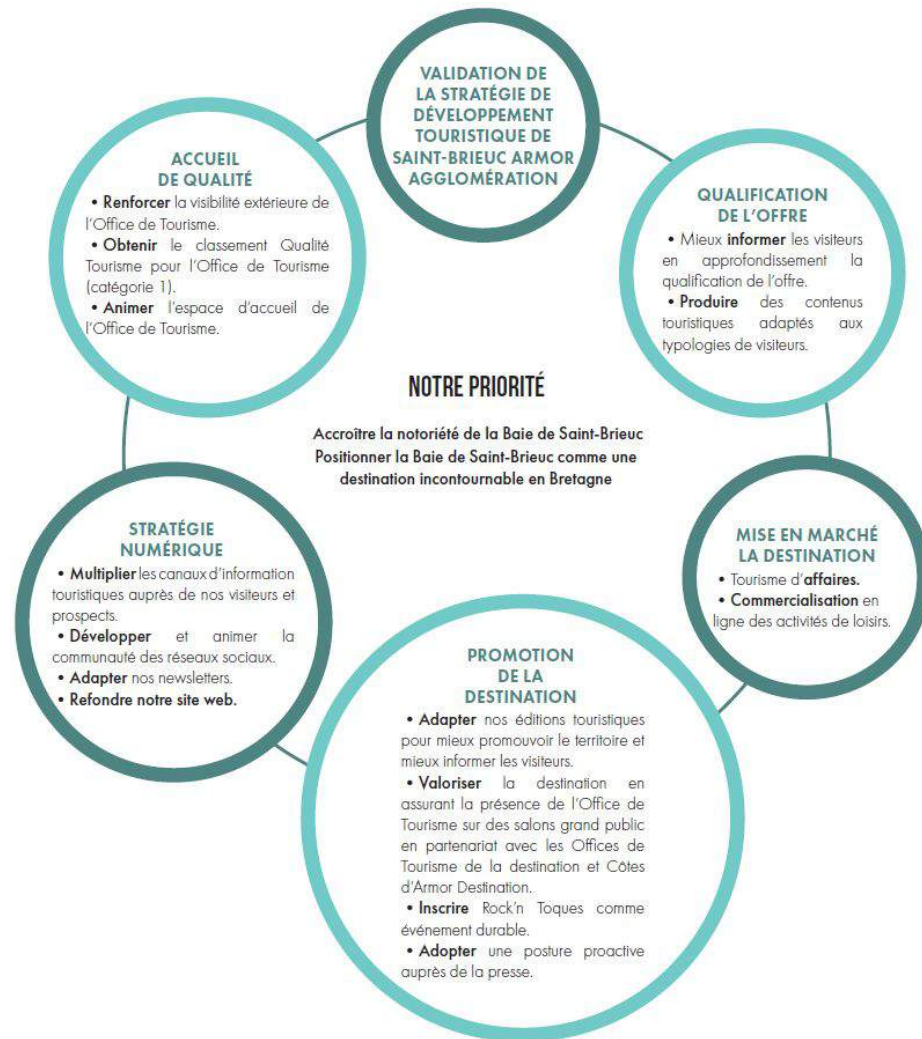 VALIDATION DE
LA STRATÉGIE DE
DÉVELOPPEMENT
TOURISTIQUE DE
SAINT-BRIEUC ARMOR
AGGLOMÉRATION
ACCUEIL
DE QUALITÉ
• Renforcer la visibilité extérieure de
l'Office de Tourisme.
• Obtenir le classement Qualité
Tourisme pour l'Office de Tourisme
(catégorie 1).
• Animer l'espace d'accueil de
l'Office de Tourisme.
QUALIFICATION
DE L'OFFRE
• Mieux informer les visiteurs
en approfondissement la
qualification de l'offre.
• Produire des contenus
touristiques adaptés aux
typologies de visiteurs.
NOTRE PRIORITÉ
Accroître la notoriété de la Baie de Saint-Brieuc
Positionner la Baie de Saint-Brieuc comme une
destination incontournable en Bretagne
STRATÉGIE
NUMÉRIQUE
• Multiplier les canaux d'information
touristiques auprès de nos visiteurs et
prospects.
• Développer et animer la
communauté des réseaux sociaux.
• Adapter nos newsletters.
• Refondre notre site web.
MISE EN MARCHÉ
LA DESTINATION
• Tourisme d'affaires.
• Commercialisation en
ligne des activités de loisirs.
PROMOTION
DE LA
DESTINATION
• Adapter nos éditions touristiques
pour mieux promouvoir le territoire et
mieux informer les visiteurs.
• Valoriser la destination en
assurant la présence de l'Office de
Tourisme sur des salons grand public
en partenariat avec les Offices de
Tourisme de la destination et Côtes
d'Armor Destination.
• Inscrire Rock'n Toques comme
événement durable.
• Adopter une posture proactive
auprès de la presse.